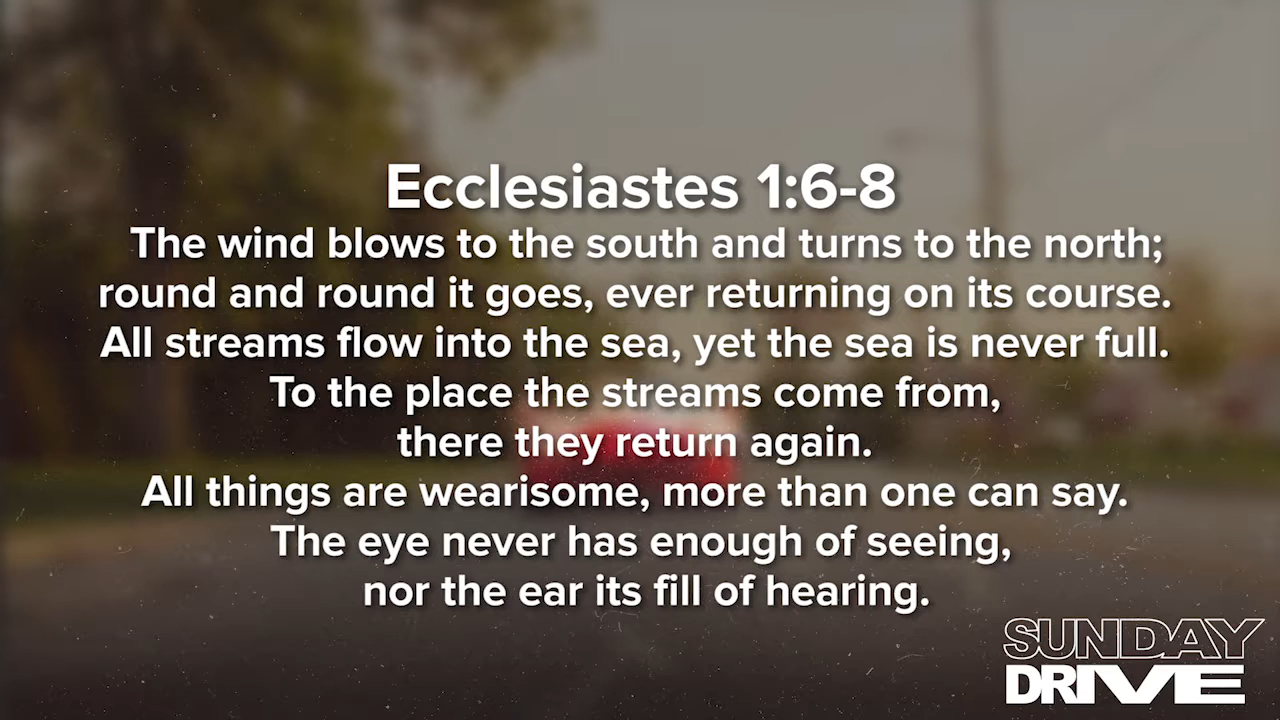 Ecclesiastes 1:6-8
The wind blows to the south and turns to the north;
round and round it goes, ever returning on its course.
All streams flow into the sea, yet the sea is never full.
To the place the streams come from,
there they return again.
All things are wearisome, more than one can say.
The eye never has enough of seeing,
nor the ear its fill of hearing.
SUNDAY
DRIVE